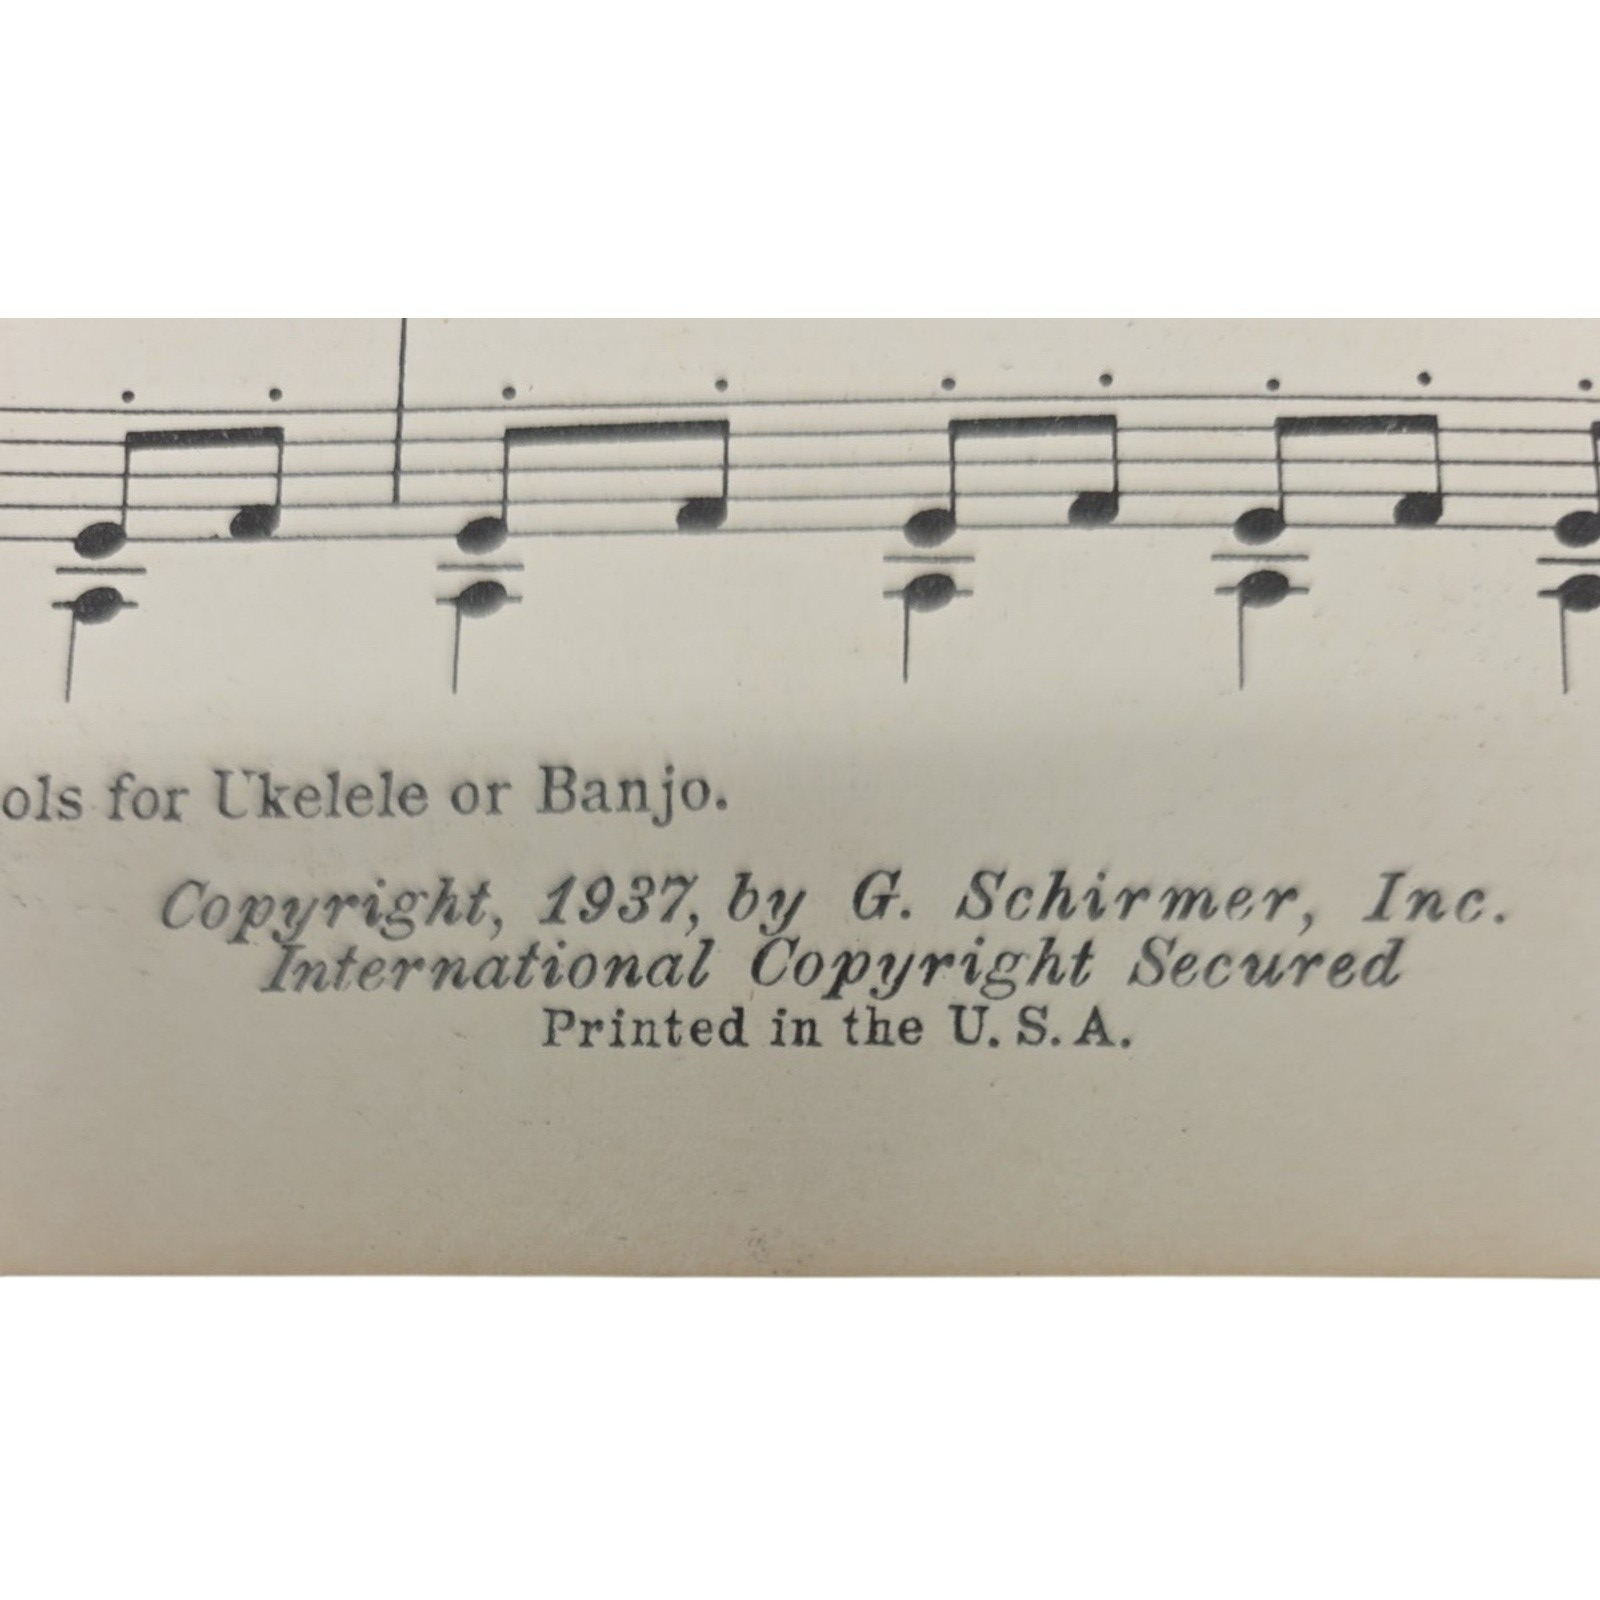 ols for Ukelele or Banjo.
Copyright, 1937, by G. Schirmer, Inc.
International Copyright Secured
Printed in the U. S. A.